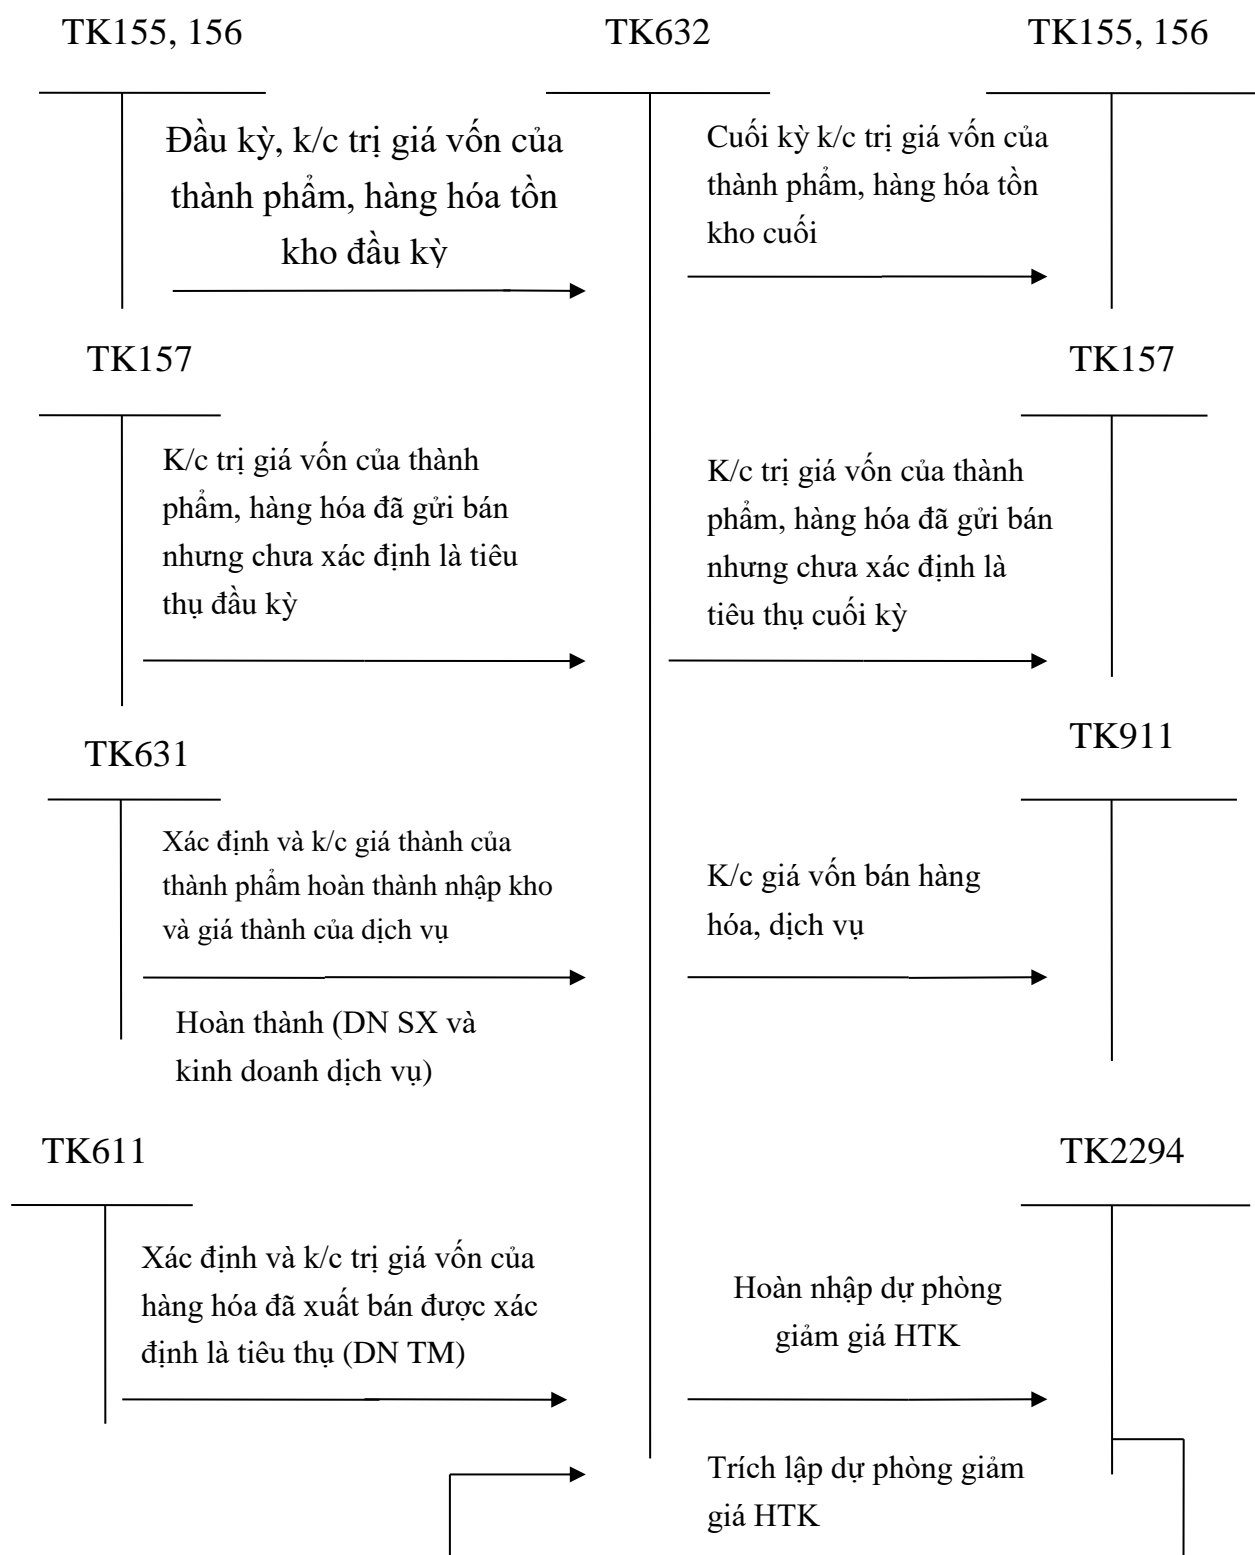 TK155, 156
TK632
TK155, 156
Đầu kỳ, k/c trị giá vốn của
thành phẩm, hàng hóa tồn
kho đầu kỳ
Cuối kỳ k/c trị giá vốn của
thành phẩm, hàng hóa tồn
kho cuối
TK157
TK157
K/c trị giá vốn của thành
phẩm, hàng hóa đã gửi bán
nhưng chưa xác định là tiêu
thụ đầu kỳ
K/c trị giá vốn của thành
phẩm, hàng hóa đã gửi bán
nhưng chưa xác định là
tiêu thụ cuối kỳ
TK631
TK911
Xác định và k/c giá thành của
thành phẩm hoàn thành nhập kho
và giá thành của dịch vụ
K/c giá vốn bán hàng
hóa, dịch vụ
Hoàn thành (DN SX và
kinh doanh dịch vụ)
TK611
TK2294
Xác định và k/c trị giá vốn của
hàng hóa đã xuất bán được xác
định là tiêu thụ (DN TM)
Hoàn nhập dự phòng
giảm giá HTK
Trích lập dự phòng giảm
giá HTK